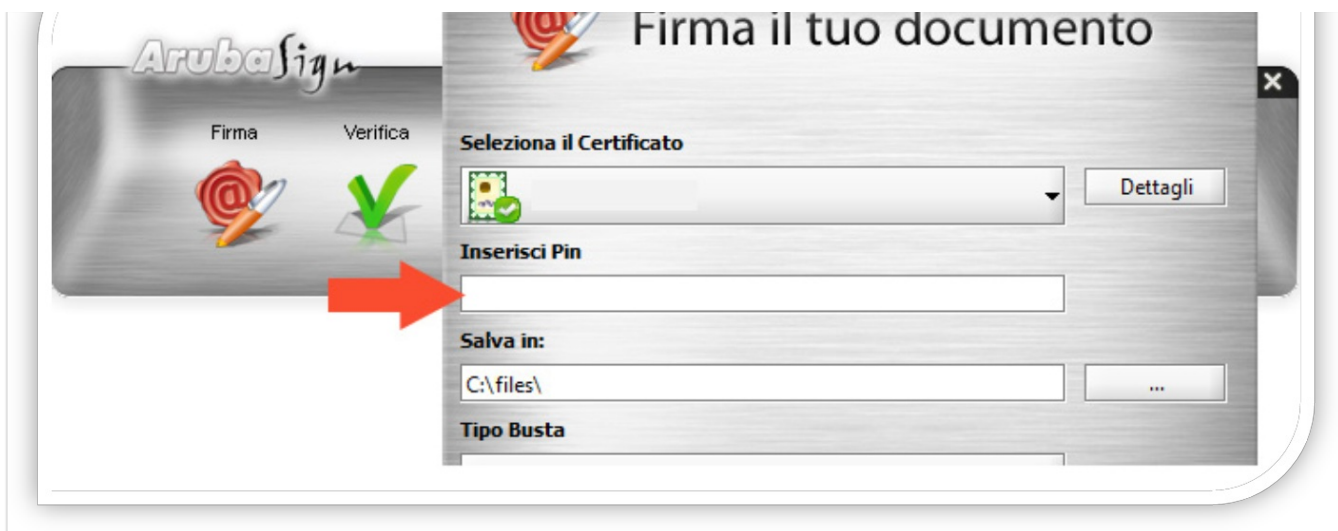 Firma il tuo documento
ArubaSign
Firma
Verifica
Seleziona il Certificato
Dettagli
Inserisci Pin
Salva in:
C:\files\
...
Tipo Busta